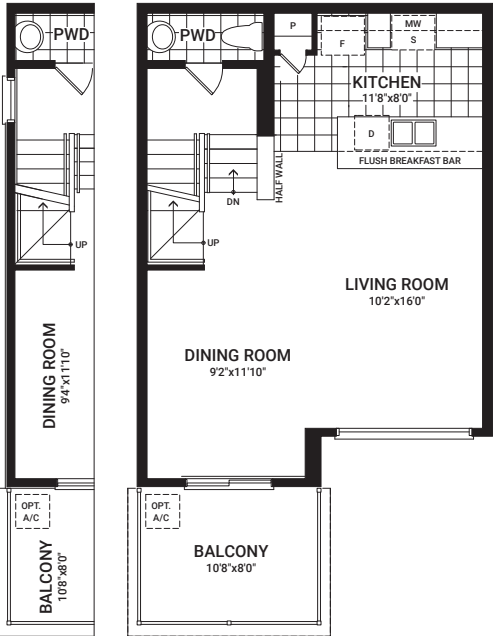 PWD
UP
DINING ROOM
9'4"x11'10"
OPT.
A/C
BALCONY
10'8"x8'0"
PWD
P
F
MW
S
KITCHEN
11'8"x8'0"
D
FLUSH BREAKFAST BAR
HALF WALL
DN
UP
LIVING ROOM
10'2"x16'0"
DINING ROOM
9'2"x11'10"
OPT.
A/C
BALCONY
10'8"x8'0"